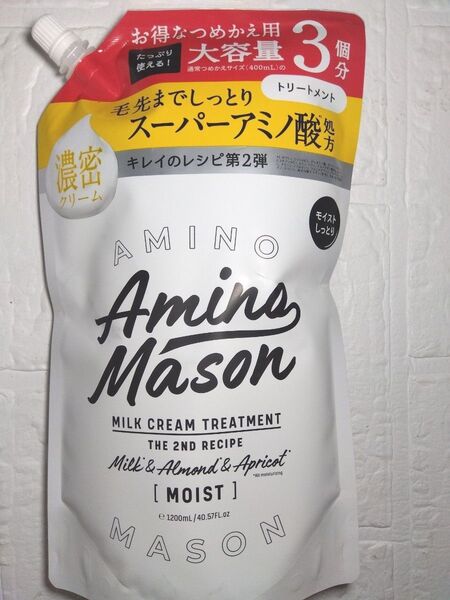 お得なつめかえ用
たっぷり使える!
大容量
3個分
通常つめかえサイズ(400mL)の
トリートメント
毛先までしっとり
スーパーアミノ酸処方
濃密
クリーム
キレイのレシピ第2弾
モイスト
しっとり
AMINO
Amino
Mason
MILK CREAM TREATMENT
THE 2ND RECIPE
Milk & Almond & Apricot*
*All moisturizing
[ MOIST ]
℮ 1200mL/40.57FL.oz
MASON